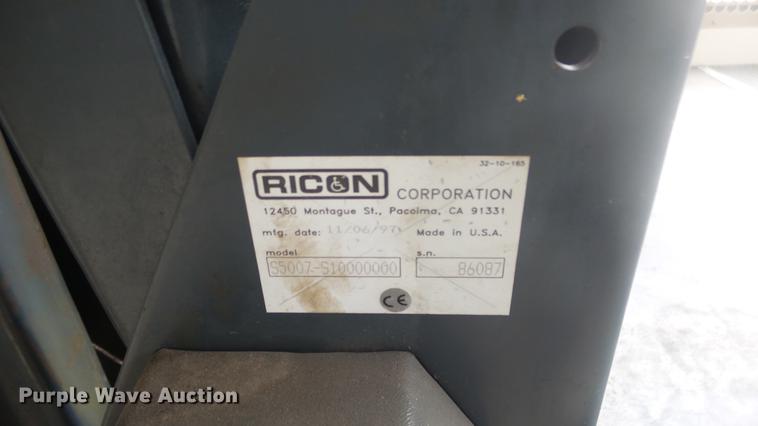 32-10-165
RICON CORPORATION
12450 Montague St., Pacoima, CA 91331
mfg. date: 11/06/97 Made in U.S.A.
model s.n.
S5007-S10000000 86087
CE
Purple Wave Auction